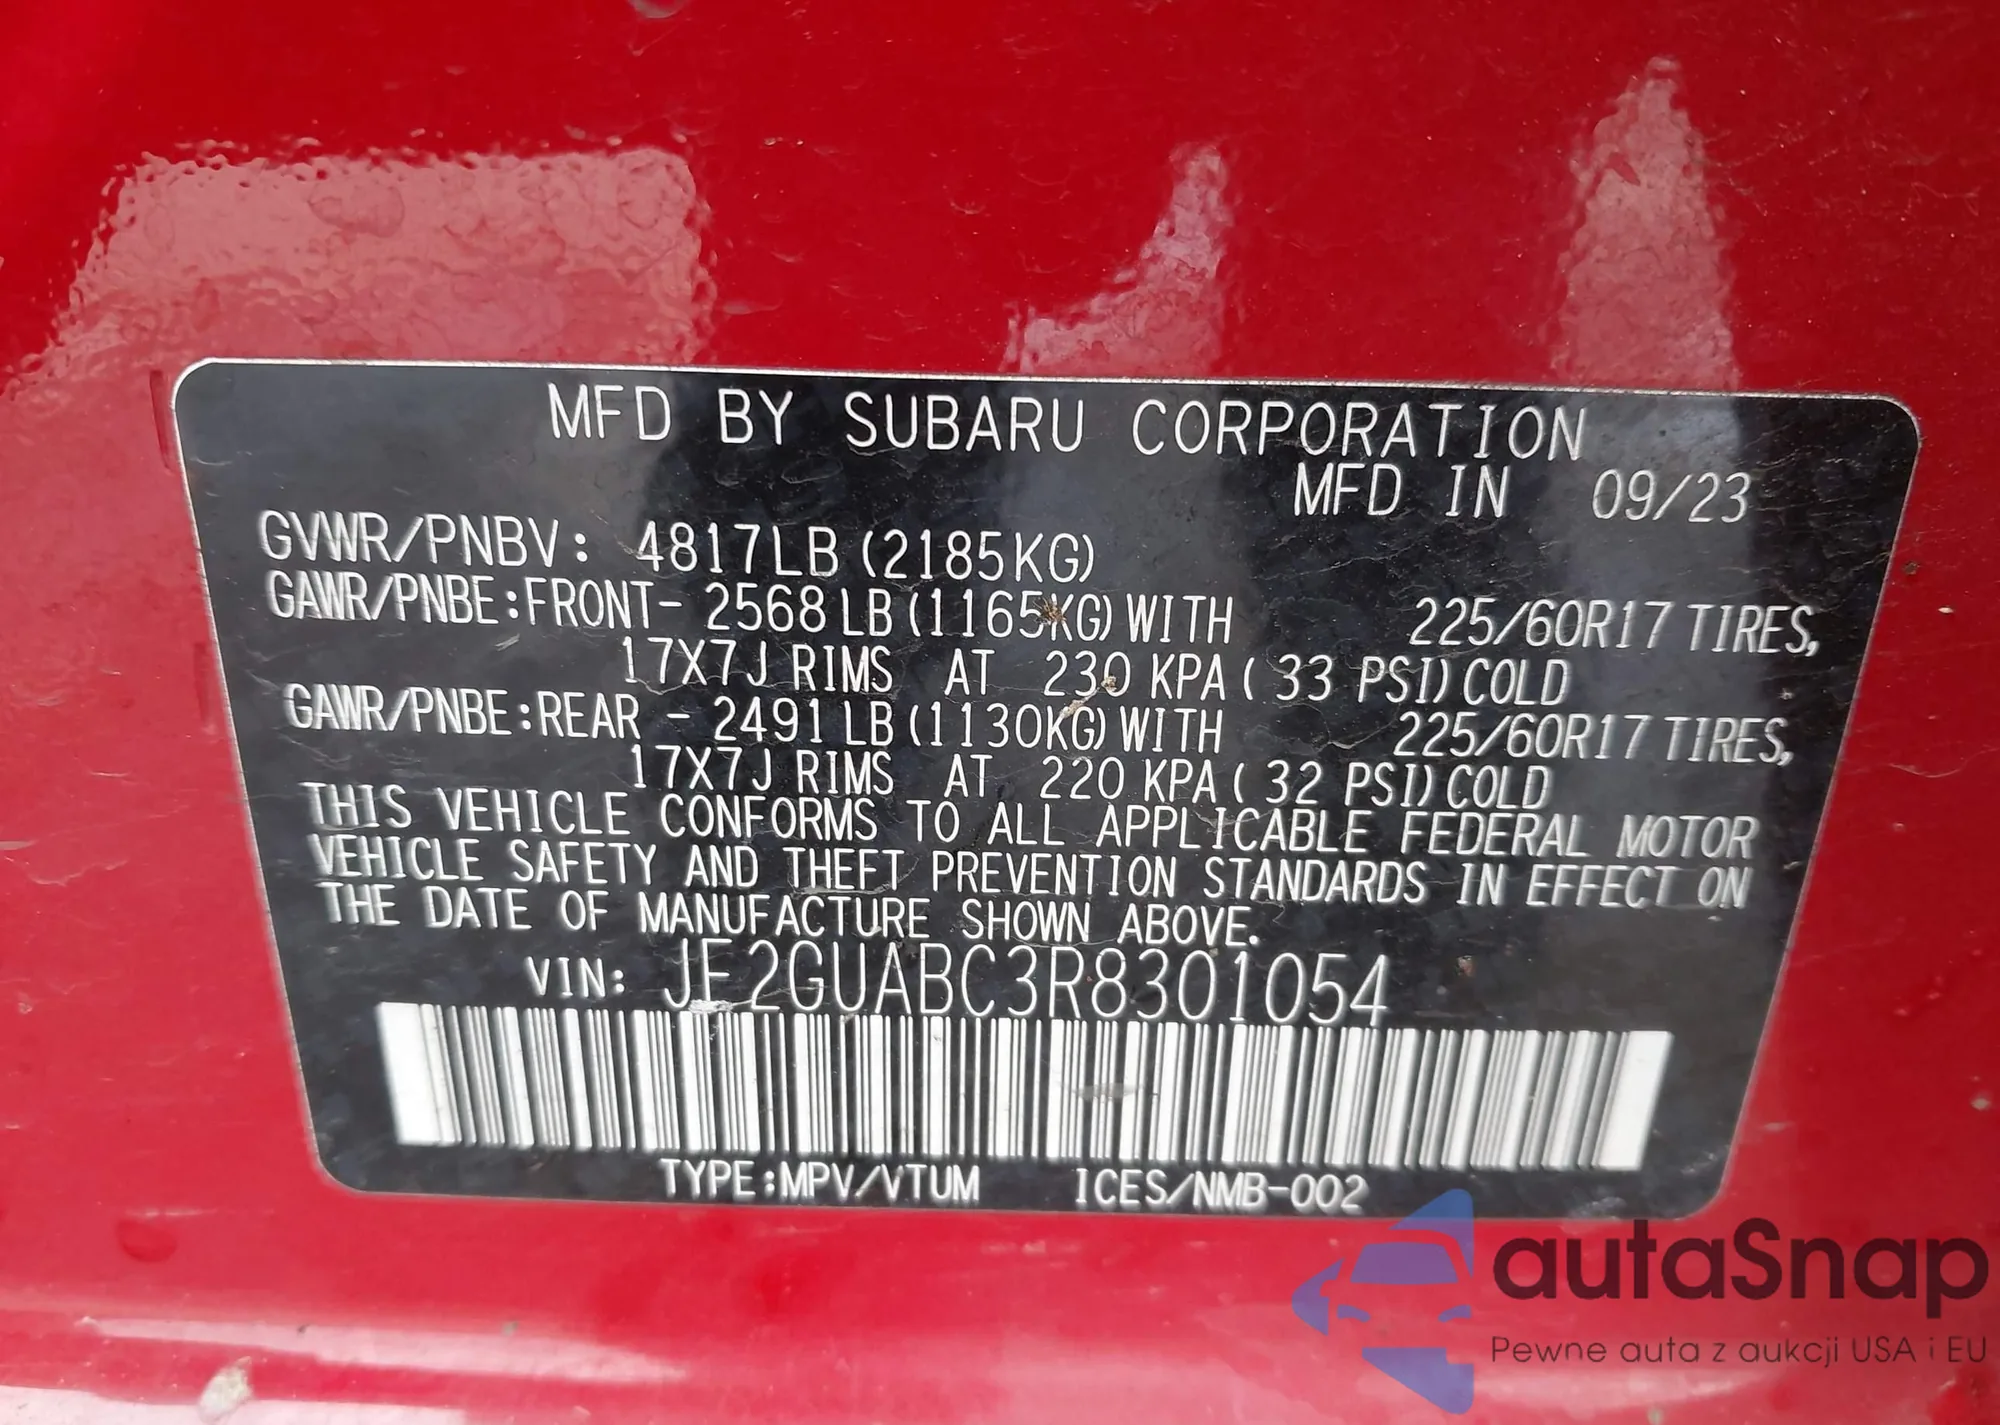 MFD BY SUBARU CORPORATION
MFD IN 09/23
GVWR/PNBV: 4817LB (2185KG)
GAWR/PNBE:FRONT- 2568 LB (1165KG) WITH 225/60R17 TIRES,
17X7J RIMS AT 230 KPA ( 33 PSI) COLD
GAWR/PNBE:REAR - 2491 LB (1130KG) WITH 225/60R17 TIRES,
17X7J RIMS AT 220 KPA ( 32 PSI) COLD
THIS VEHICLE CONFORMS TO ALL APPLICABLE FEDERAL MOTOR
VEHICLE SAFETY AND THEFT PREVENTION STANDARDS IN EFFECT ON
THE DATE OF MANUFACTURE SHOWN ABOVE.
VIN: JF2GUABC3R8301054
TYPE:MPV/VTUM ICES/NMB-002
autaSnap
Pewne auta z aukcji USA i EU